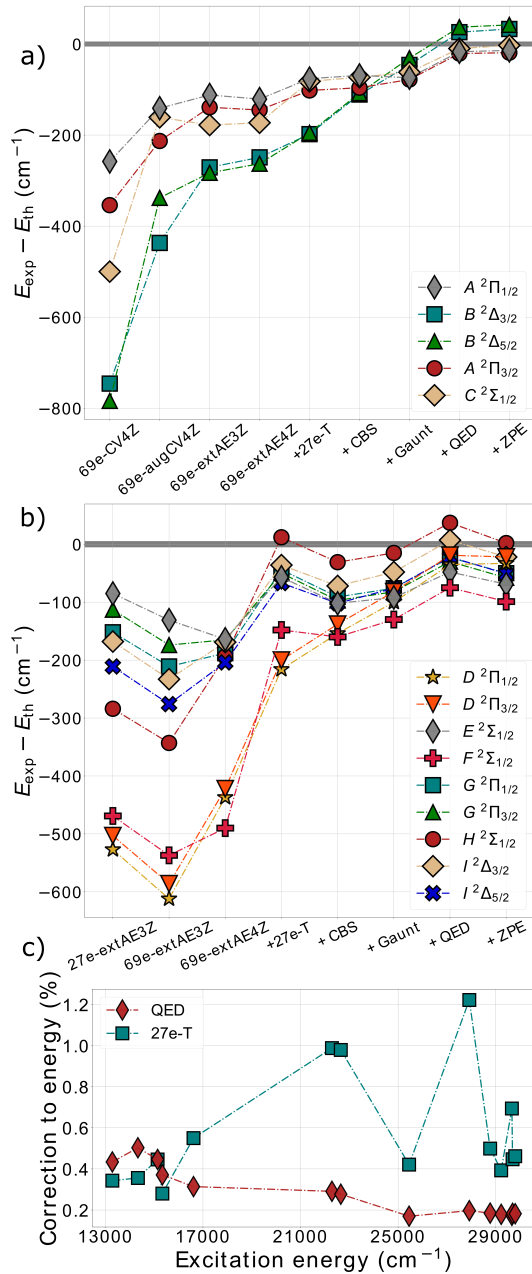 a)
E_exp − E_th (cm⁻¹)
0
−200
−400
−600
−800
A ²Π₁/₂
B ²Δ₃/₂
B ²Δ₅/₂
A ²Π₃/₂
C ²Σ₁/₂
69e-CV4Z
69e-augCV4Z
69e-extAE3Z
69e-extAE4Z
+27e-T
+ CBS
+ Gaunt
+ QED
+ ZPE
b)
E_exp − E_th (cm⁻¹)
0
−100
−200
−300
−400
−500
−600
D ²Π₁/₂
D ²Π₃/₂
E ²Σ₁/₂
F ²Σ₁/₂
G ²Π₁/₂
G ²Π₃/₂
H ²Σ₁/₂
I ²Δ₃/₂
I ²Δ₅/₂
27e-extAE3Z
69e-extAE3Z
69e-extAE4Z
+27e-T
+ CBS
+ Gaunt
+ QED
+ ZPE
c)
Correction to energy (%)
1.2
1.0
0.8
0.6
0.4
0.2
QED
27e-T
13000 17000 21000 25000 29000
Excitation energy (cm⁻¹)